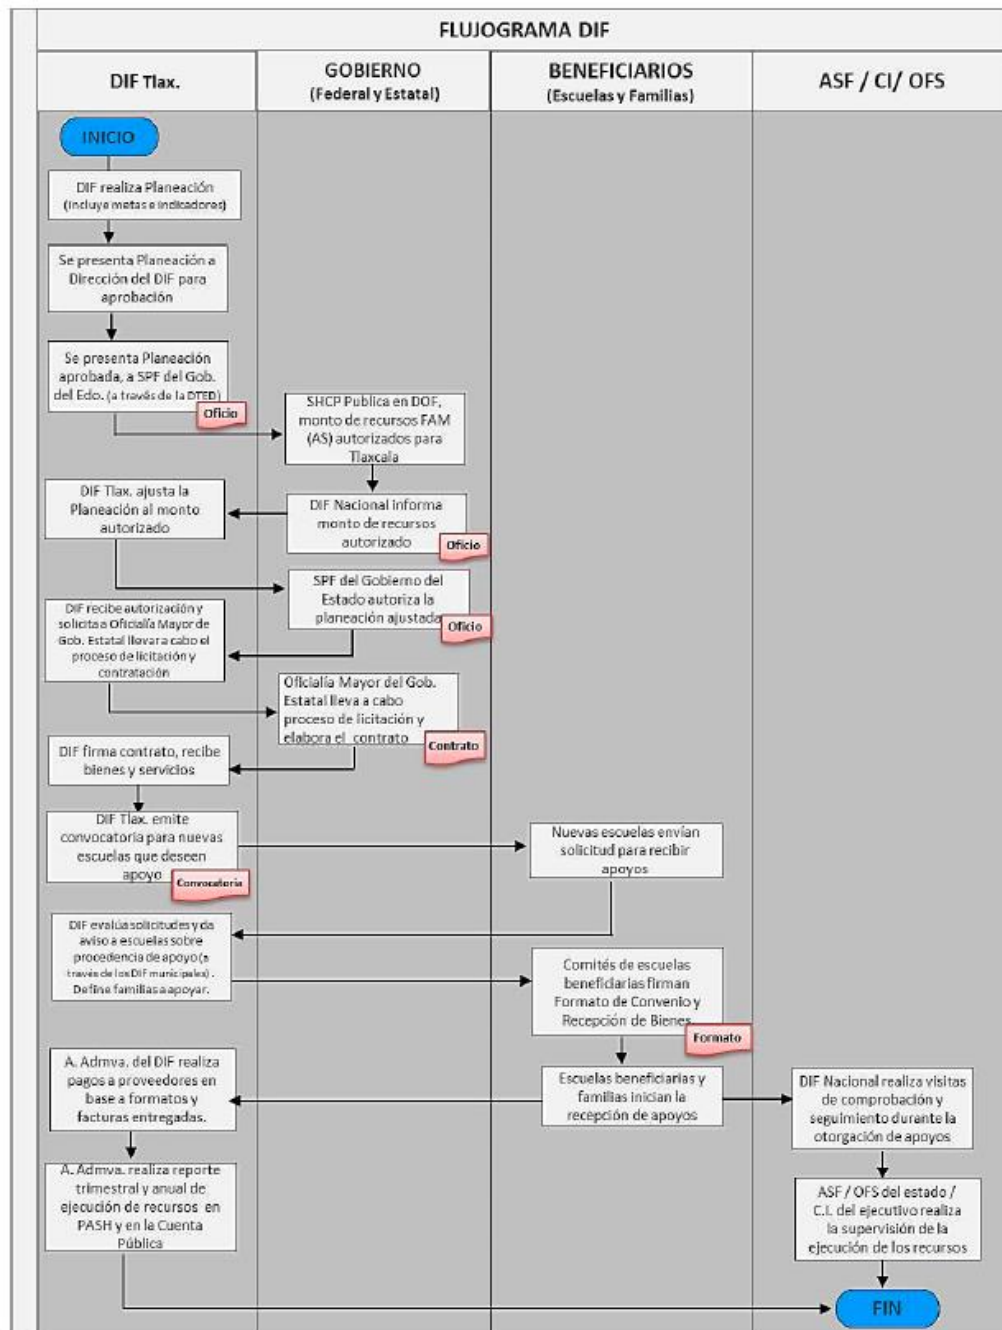 FLUJOGRAMA DIF
DIF Tlax.
GOBIERNO
(Federal y Estatal)
BENEFICIARIOS
(Escuelas y Familias)
ASF / CI/ OFS
INICIO
DIF realiza Planeación
(incluye metas e indicadores)
Se presenta Planeación a
Dirección del DIF para
aprobación
Se presenta Planeación
aprobada, a SPF del Gob.
del Edo. (a través de la DTED)
Oficio
SHCP Publica en DOF,
monto de recursos FAM
(AS) autorizados para
Tlaxcala
DIF Nacional informa
monto de recursos
autorizado
Oficio
DIF Tlax. ajusta la
Planeación al monto
autorizado
SPF del Gobierno del
Estado autoriza la
planeación ajustada
Oficio
DIF recibe autorización y
solicita a Oficialía Mayor de
Gob. Estatal llevar a cabo el
proceso de licitación y
contratación
Oficialía Mayor del Gob.
Estatal lleva a cabo
proceso de licitación y
elabora el contrato
Contrato
DIF firma contrato, recibe
bienes y servicios
DIF Tlax. emite
convocatoria para nuevas
escuelas que deseen
apoyo
Convocatoria
Nuevas escuelas envían
solicitud para recibir
apoyos
DIF evalúa solicitudes y da
aviso a escuelas sobre
procedencia de apoyo (a
través de los DIF municipales) .
Define familias a apoyar.
Comités de escuelas
beneficiarias firman
Formato de Convenio y
Recepción de Bienes
Formato
Escuelas beneficiarias y
familias inician la
recepción de apoyos
A. Admva. del DIF realiza
pagos a proveedores en
base a formatos y
facturas entregadas.
DIF Nacional realiza visitas
de comprobación y
seguimiento durante la
otorgación de apoyos
A. Admva. realiza reporte
trimestral y anual de
ejecución de recursos en
PASH y en la Cuenta
Pública
ASF / OFS del estado /
C.I. del ejecutivo realiza
la supervisión de la
ejecución de los recursos
FIN